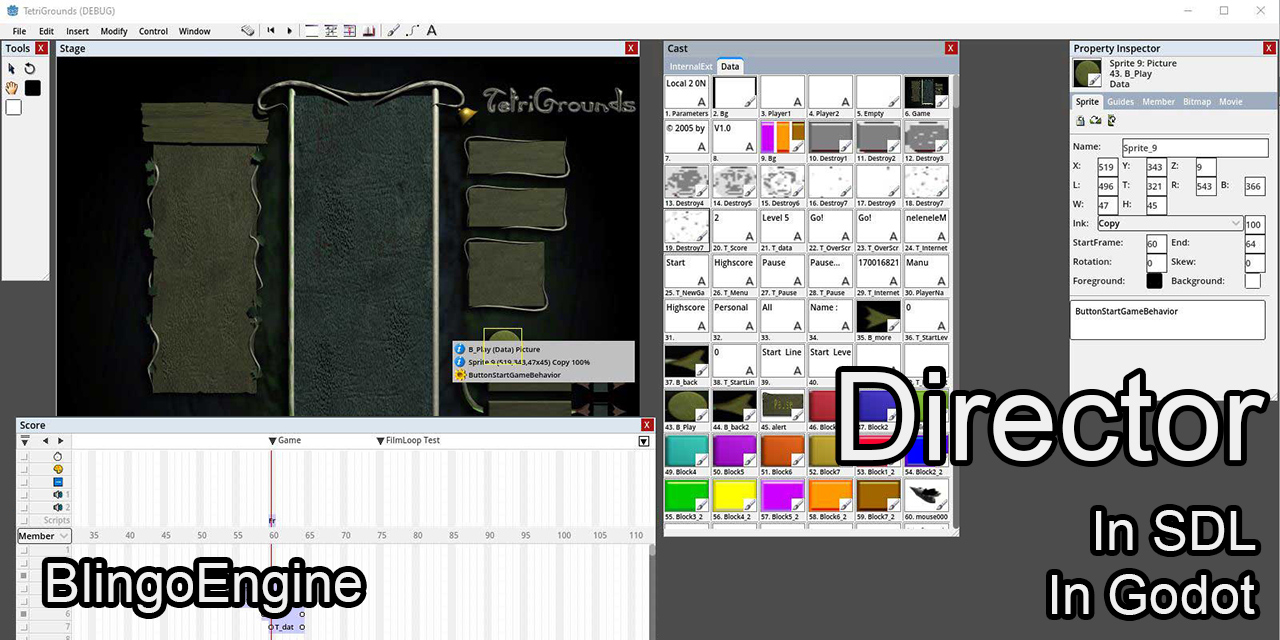 TetriGrounds (DEBUG)
File Edit Insert Modify Control Window
A
Tools X
Stage X
TetriGrounds
B_Play (Data) Picture
Sprite 9 (519,343,47x45) Copy 100%
ButtonStartGameBehavior
Cast X
InternalExt Data
Local 2 0N
1. Parameters 2. Bg 3. Player1 4. Player2 5. Empty 6. Game
© 2005 by V1.0
7. 8. 9. Bg 10. Destroy1 11. Destroy2 12. Destroy3
13. Destroy4 14. Destroy5 15. Destroy6 16. Destroy7 17. Destroy9 18. Destroy7
2 Level 5 Go! Go! neleneleM
19. Destroy7 20. T_Score 21. T_data 22. T_OverScr 23. T_OverScr 24. T_Internet
Start Highscore Pause Pause... 170016821 Manu
25. T_NewGa 26. T_Menu 27. T_Pause 28. T_Pause 29. T_Internet 30. PlayerNa
Highscore Personal All Name : 0
31. 32. 33. 34. 35. B_more 36. T_StartLev
0 Start Line Start Leve
37. B_back 38. T_StartLin 39. 40.
43. B_Play 44. B_back2 45. alert 46. Block1 47. Block2
49. Block4 50. Block5 51. Block6 52. Block7 53. Block1_2 54. Block2_2
55. Block3_2 56. Block4_2 57. Block5_2 58. Block6_2 59. Block7_2 60. mouse000
Property Inspector X
Sprite 9: Picture
43. B_Play
Data
Sprite Guides Member Bitmap Movie
Name: Sprite_9
X: 519 Y: 343 Z: 9
L: 496 T: 321 R: 543 B: 366
W: 47 H: 45
Ink: Copy 100
StartFrame: 60 End: 64
Rotation: 0 Skew: 0
Foreground: Background:
ButtonStartGameBehavior
Score X
Game FilmLoop Test
1
2
Scripts
Member 35 40 45 50 55 60 65 70 75 80 85 90 95 100 105 110
1
6
7 T_dat
8
Director
In SDL
In Godot
BlingoEngine